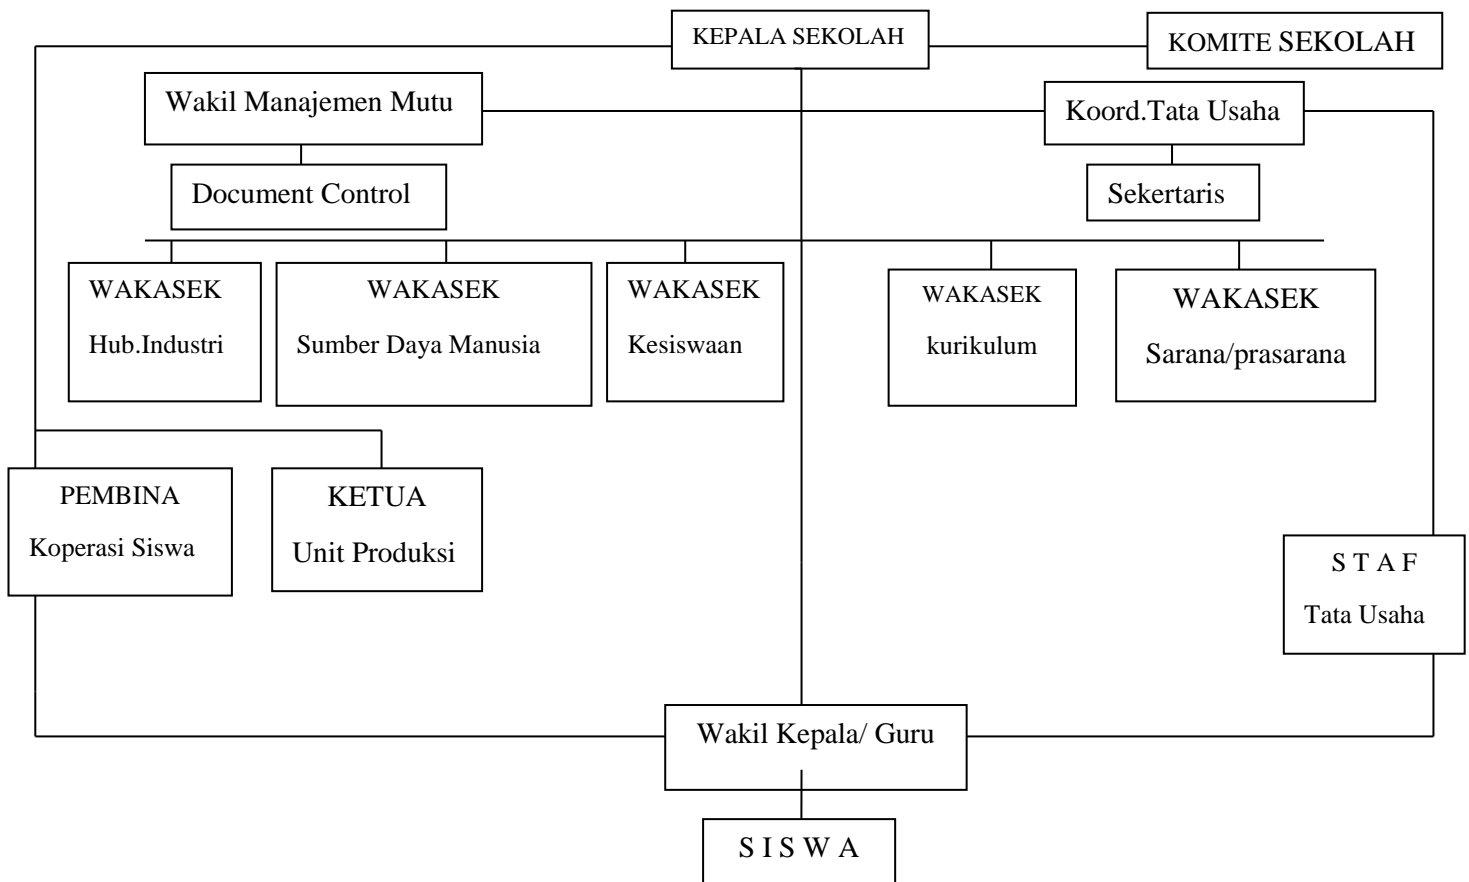 KEPALA SEKOLAH
KOMITE SEKOLAH
Wakil Manajemen Mutu
Koord.Tata Usaha
Document Control
Sekertaris
WAKASEK
Hub.Industri
WAKASEK
Sumber Daya Manusia
WAKASEK
Kesiswaan
WAKASEK
kurikulum
WAKASEK
Sarana/prasarana
PEMBINA
Koperasi Siswa
KETUA
Unit Produksi
S T A F
Tata Usaha
Wakil Kepala/ Guru
S I S W A